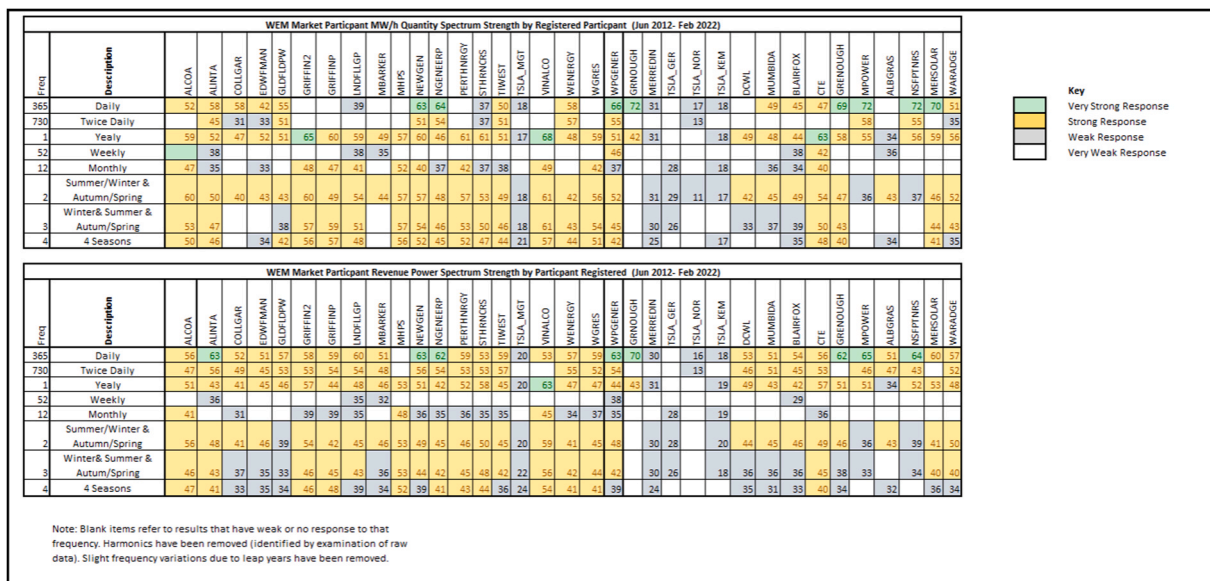 WEM Market Particpant MW/h Quantity Spectrum Strength by Registered Particpant (Jun 2012- Feb 2022)
Freq Description ALCOA ALINTA COLLGAR EDWFMAN GLDFLDPW GRIFFIN2 GRIFFINP LNDFLLGP MBARKER MHPS NEWGEN NGENEERP PERTHNRGY STHRNCRS TIWEST TSLA_MGT VINALCO WENERGY WGRES WPGENER GRNOUGH MERREDIN TSLA_GER TSLA_NOR TSLA_KEM DCWL MUMBIDA BLAIRFOX CTE GRENOUGH MPOWER ALBGRAS NSFPTNRS MERSOLAR WARADGE
365 Daily 52 58 58 42 55 39 63 64 37 50 18 58 66 72 31 17 18 49 45 47 69 72 72 70 51
730 Twice Daily 45 31 33 51 51 54 37 51 57 55 13 58 55 35
1 Yealy 59 52 47 52 51 65 60 59 49 57 60 46 61 61 51 17 68 48 59 51 42 31 18 49 48 44 63 58 55 34 56 59 56
52 Weekly 38 38 35 46 38 42 36
12 Monthly 47 35 33 48 47 41 52 40 37 42 37 38 49 42 37 28 18 36 34 40
Summer/Winter &
2 Autumn/Spring 60 50 40 43 43 60 49 54 44 57 57 48 57 53 49 18 61 42 56 52 31 29 11 17 42 45 49 54 47 36 43 37 46 52
Winter& Summer &
3 Autum/Spring 53 47 38 57 59 51 57 54 46 53 50 46 18 61 43 54 45 30 26 33 37 39 50 43 44 43
4 4 Seasons 50 46 34 42 56 57 48 56 52 45 52 47 44 21 57 44 51 42 25 17 35 48 40 34 41 35
WEM Market Particpant Revenue Power Spectrum Strength by Particpant Registered (Jun 2012- Feb 2022)
Freq Description ALCOA ALINTA COLLGAR EDWFMAN GLDFLDPW GRIFFIN2 GRIFFINP LNDFLLGP MBARKER MHPS NEWGEN NGENEERP PERTHNRGY STHRNCRS TIWEST TSLA_MGT VINALCO WENERGY WGRES WPGENER GRNOUGH MERREDIN TSLA_GER TSLA_NOR TSLA_KEM DCWL MUMBIDA BLAIRFOX CTE GRENOUGH MPOWER ALBGRAS NSFPTNRS MERSOLAR WARADGE
365 Daily 56 63 52 51 57 58 59 60 51 63 62 59 53 59 20 53 57 59 63 70 30 16 18 53 51 54 56 62 65 51 64 60 57
730 Twice Daily 47 56 49 45 53 53 54 54 48 56 54 53 53 57 55 52 54 13 46 51 45 53 46 47 43 52
1 Yealy 51 43 41 45 46 57 44 48 46 53 51 42 52 58 45 20 63 47 47 44 43 31 19 49 43 42 57 51 51 34 52 53 48
52 Weekly 36 35 32 38 29
12 Monthly 41 31 39 39 35 48 36 35 36 35 35 45 34 37 35 28 19 36
Summer/Winter &
2 Autumn/Spring 56 48 41 46 39 54 42 45 46 53 49 45 46 50 45 20 59 41 45 48 30 28 20 44 45 46 49 46 36 43 39 41 50
Winter& Summer &
3 Autum/Spring 46 43 37 35 33 46 45 43 36 53 44 42 45 48 42 22 56 42 44 42 30 26 18 36 36 36 45 38 33 34 40 40
4 4 Seasons 47 41 33 35 34 46 48 39 34 52 39 41 43 44 36 24 54 41 41 39 24 35 31 33 40 34 32 36 34
Key
Very Strong Response
Strong Response
Weak Response
Very Weak Response
Note: Blank items refer to results that have weak or no response to that
frequency. Harmonics have been removed (identified by examination of raw
data). Slight frequency variations due to leap years have been removed.